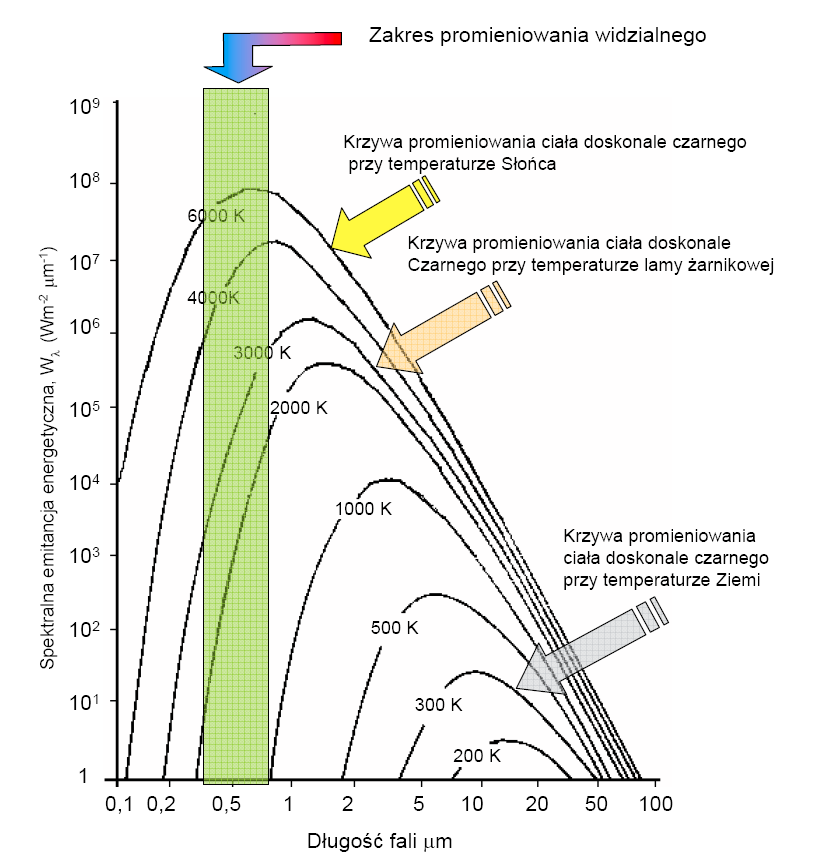 Zakres promieniowania widzialnego
Krzywa promieniowania ciała doskonale czarnego
przy temperaturze Słońca
Krzywa promieniowania ciała doskonale
Czarnego przy temperaturze lamy żarnikowej
Krzywa promieniowania
ciała doskonale czarnego
przy temperaturze Ziemi
Spektralna emitancja energetyczna, Wλ (Wm⁻² μm⁻¹)
10⁹
10⁸
10⁷
10⁶
10⁵
10⁴
10³
10²
10¹
1
6000 K
4000K
3000 K
2000 K
1000 K
500 K
300 K
200 K
0,1 0,2 0,5 1 2 5 10 20 50 100
Długość fali μm